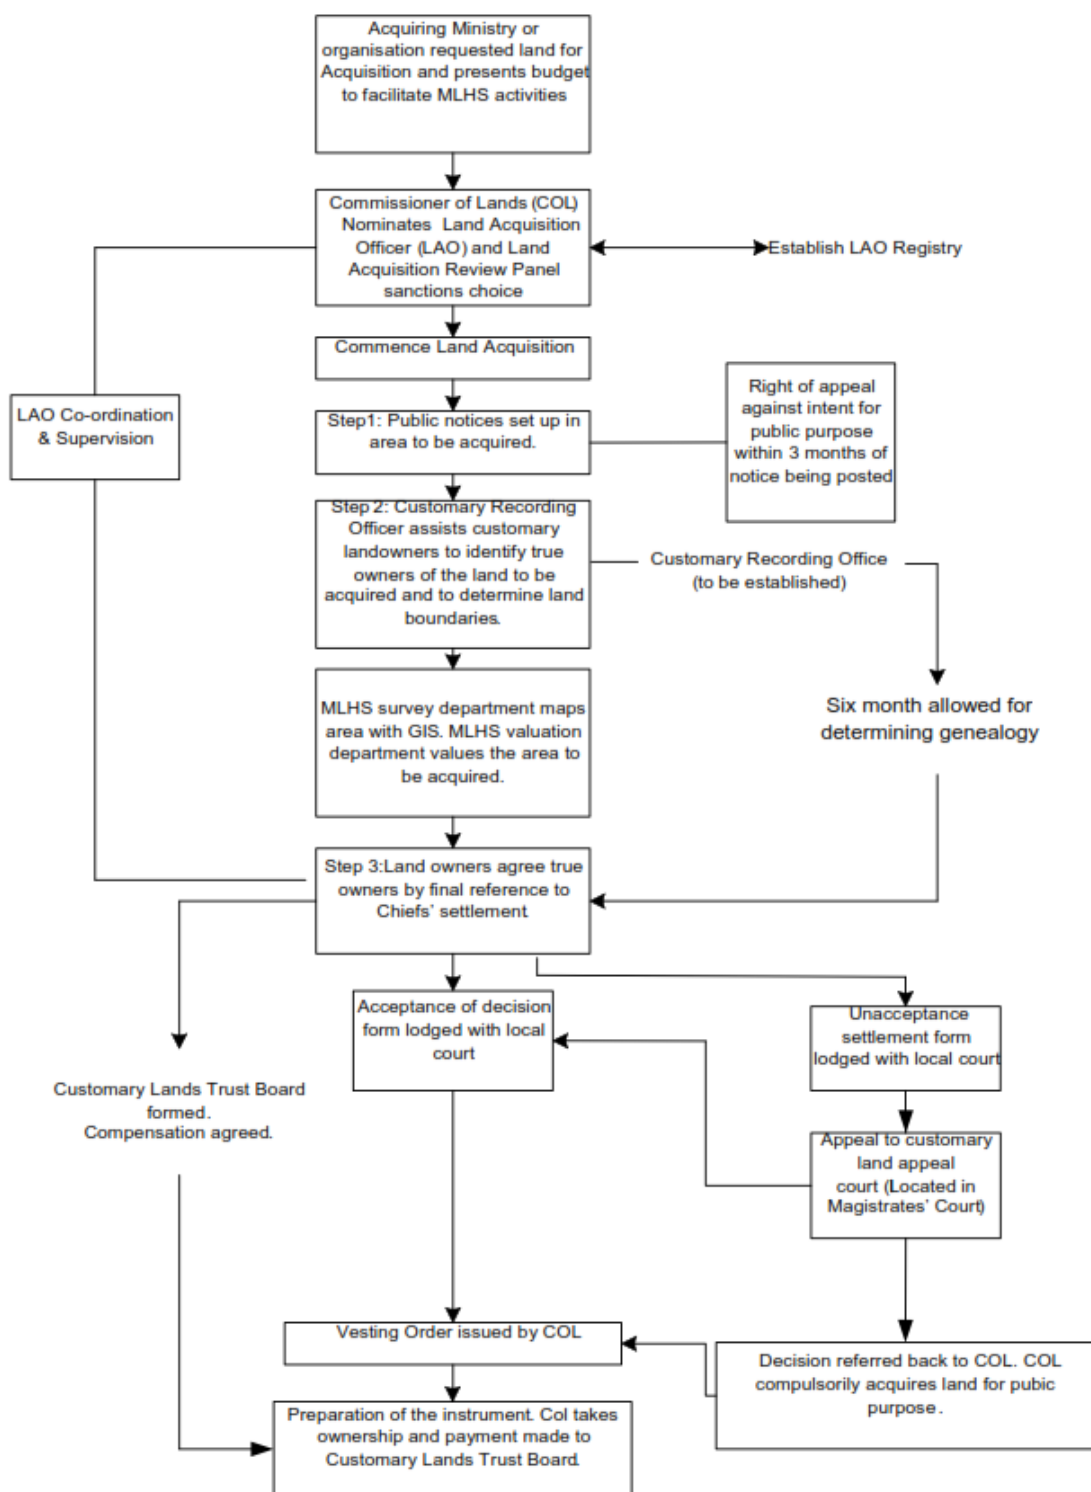 Acquiring Ministry or
organisation requested land for
Acquisition and presents budget
to facilitate MLHS activities
Commissioner of Lands (COL)
Nominates Land Acquisition
Officer (LAO) and Land
Acquisition Review Panel
sanctions choice
Establish LAO Registry
Commence Land Acquisition
LAO Co-ordination
& Supervision
Step1: Public notices set up in
area to be acquired.
Right of appeal
against intent for
public purpose
within 3 months of
notice being posted
Step 2: Customary Recording
Officer assists customary
landowners to identify true
owners of the land to be
acquired and to determine land
boundaries.
Customary Recording Office
(to be established)
MLHS survey department maps
area with GIS. MLHS valuation
department values the area to
be acquired.
Six month allowed for
determining genealogy
Step 3:Land owners agree true
owners by final reference to
Chiefs' settlement.
Acceptance of decision
form lodged with local
court
Unacceptance
settlement form
lodged with local court
Customary Lands Trust Board
formed.
Compensation agreed.
Appeal to customary
land appeal
court (Located in
Magistrates' Court)
Vesting Order issued by COL
Decision referred back to COL. COL
compulsorily acquires land for pubic
purpose.
Preparation of the instrument. Col takes
ownership and payment made to
Customary Lands Trust Board.